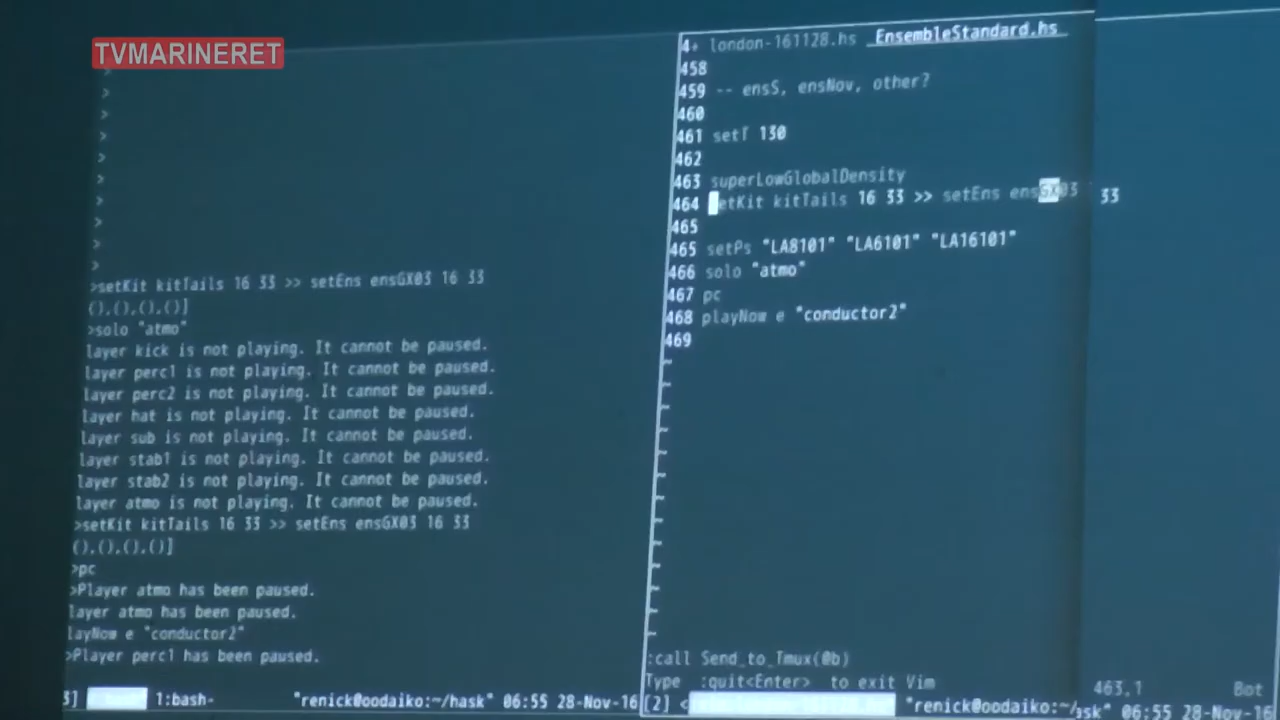 TVMARINERET
>
>
>
>
>
>
>
>
>
>
>setKit kitTails 16 33 >> setEns ensGX03 16 33
(),(),(),()]
>solo "atmo"
layer kick is not playing. It cannot be paused.
layer perc1 is not playing. It cannot be paused.
layer perc2 is not playing. It cannot be paused.
layer hat is not playing. It cannot be paused.
layer sub is not playing. It cannot be paused.
layer stab1 is not playing. It cannot be paused.
layer stab2 is not playing. It cannot be paused.
layer atmo is not playing. It cannot be paused.
>setKit kitTails 16 33 >> setEns ensGX03 16 33
(),(),(),()]
>pc
>Player atmo has been paused.
layer atmo has been paused.
layNow e "conductor2"
>Player perc1 has been paused.
3] 1:bash- "renick@oodaiko:~/hask" 06:55 28-Nov-16
4+ london-161128.hs EnsembleStandard.hs
458
459 -- ensS, ensNov, other?
460
461 setT 130
462
463 superLowGlobalDensity
464 etKit kitTails 16 33 >> setEns ensGX03 33
465
465 setPs "LA8101" "LA6101" "LA16101"
466 solo "atmo"
467 pc
468 playNow e "conductor2"
469
~
~
~
~
~
~
~
~
~
~
~
~
~
:call Send_to_Tmux(@b)
Type :quit<Enter> to exit Vim
463,1 Bot
[2] < "renick@oodaiko:~/ask" 06:55 28-Nov-16